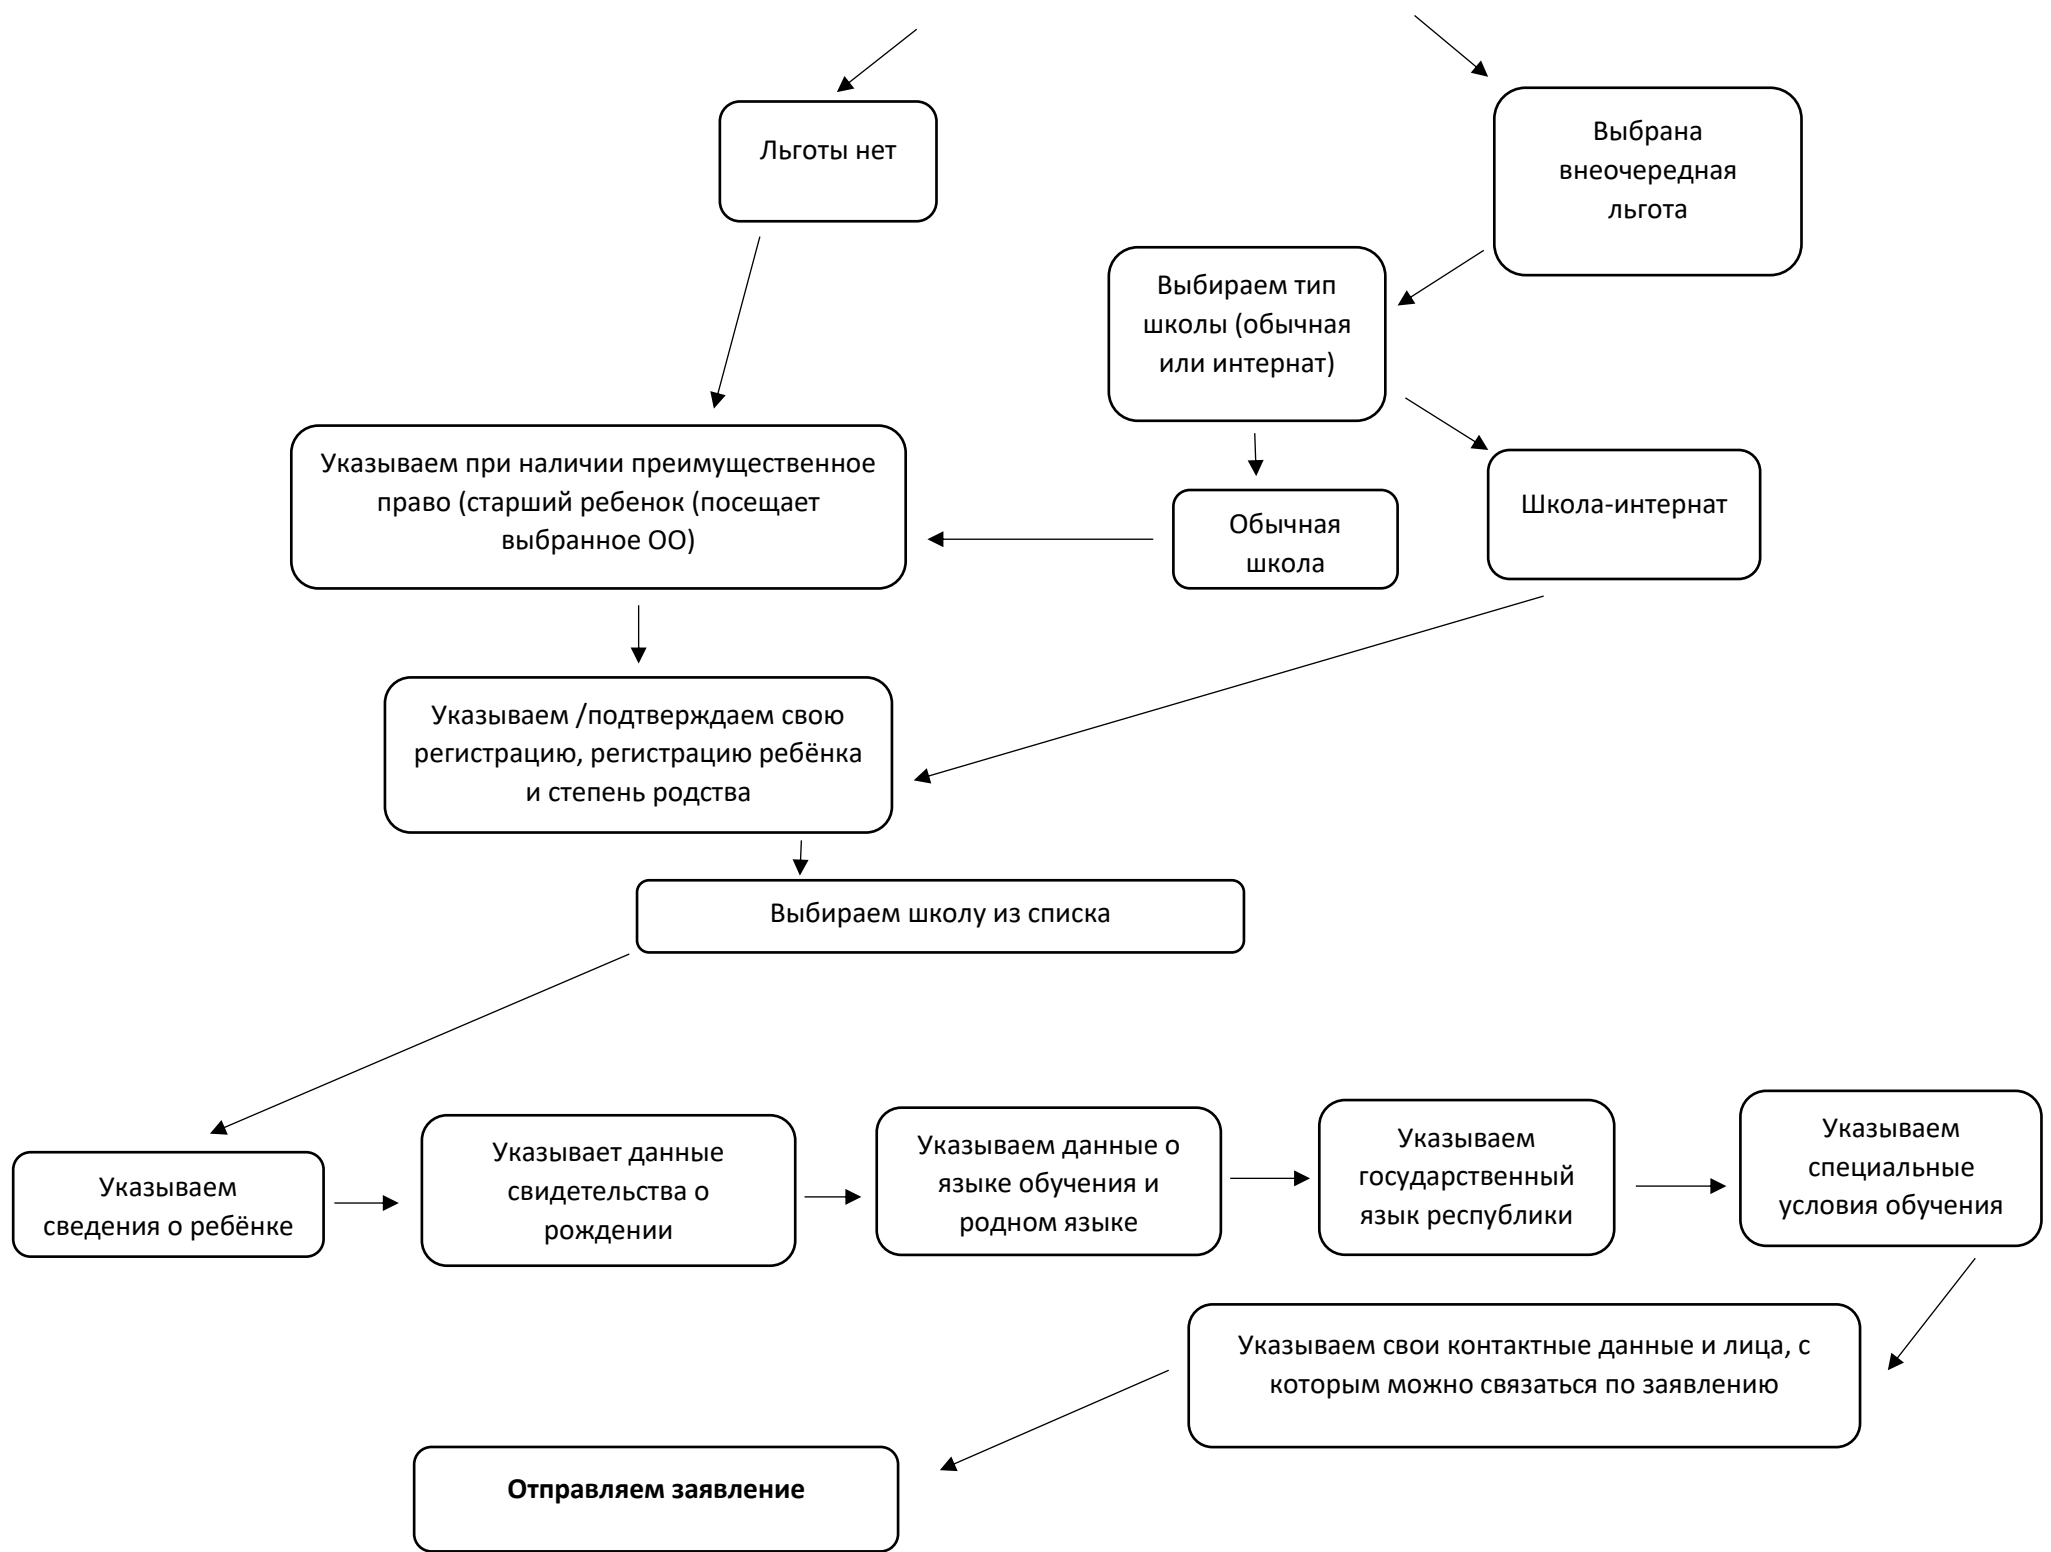 Льготы нет
Выбрана
внеочередная
льгота
Выбираем тип
школы (обычная
или интернат)
Указываем при наличии преимущественное
право (старший ребенок (посещает
выбранное ОО)
Обычная
школа
Школа-интернат
Указываем /подтверждаем свою
регистрацию, регистрацию ребёнка
и степень родства
Выбираем школу из списка
Указываем
сведения о ребёнке
Указывает данные
свидетельства о
рождении
Указываем данные о
языке обучения и
родном языке
Указываем
государственный
язык республики
Указываем
специальные
условия обучения
Указываем свои контактные данные и лица, с
которым можно связаться по заявлению
Отправляем заявление